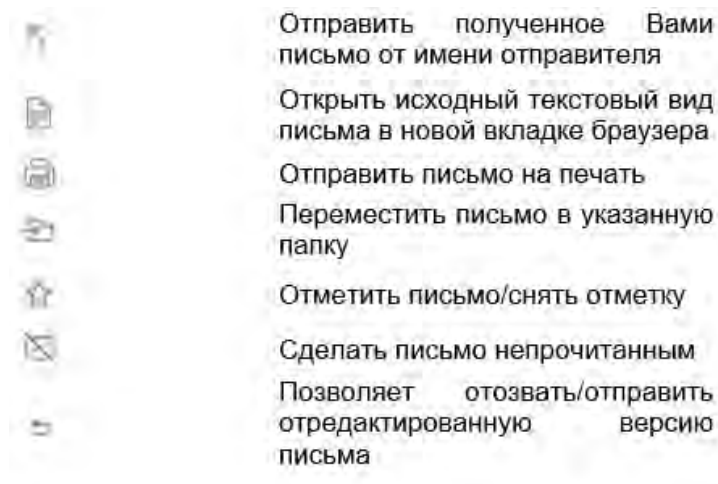 Отправить полученное Вами
письмо от имени отправителя
Открыть исходный текстовый вид
письма в новой вкладке браузера
Отправить письмо на печать
Переместить письмо в указанную
папку
Отметить письмо/снять отметку
Сделать письмо непрочитанным
Позволяет отозвать/отправить
отредактированную версию
письма